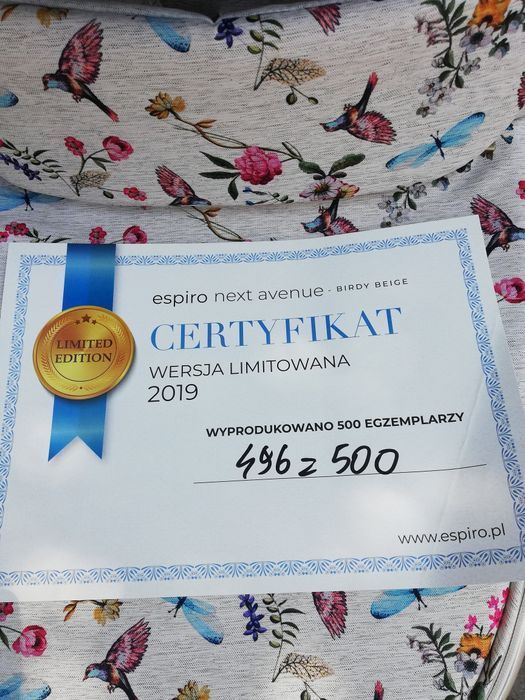 espiro next avenue - BIRDY BEIGE
LIMITED
EDITION
CERTYFIKAT
WERSJA LIMITOWANA
2019
WYPRODUKOWANO 500 EGZEMPLARZY
496 z 500
www.espiro.pl